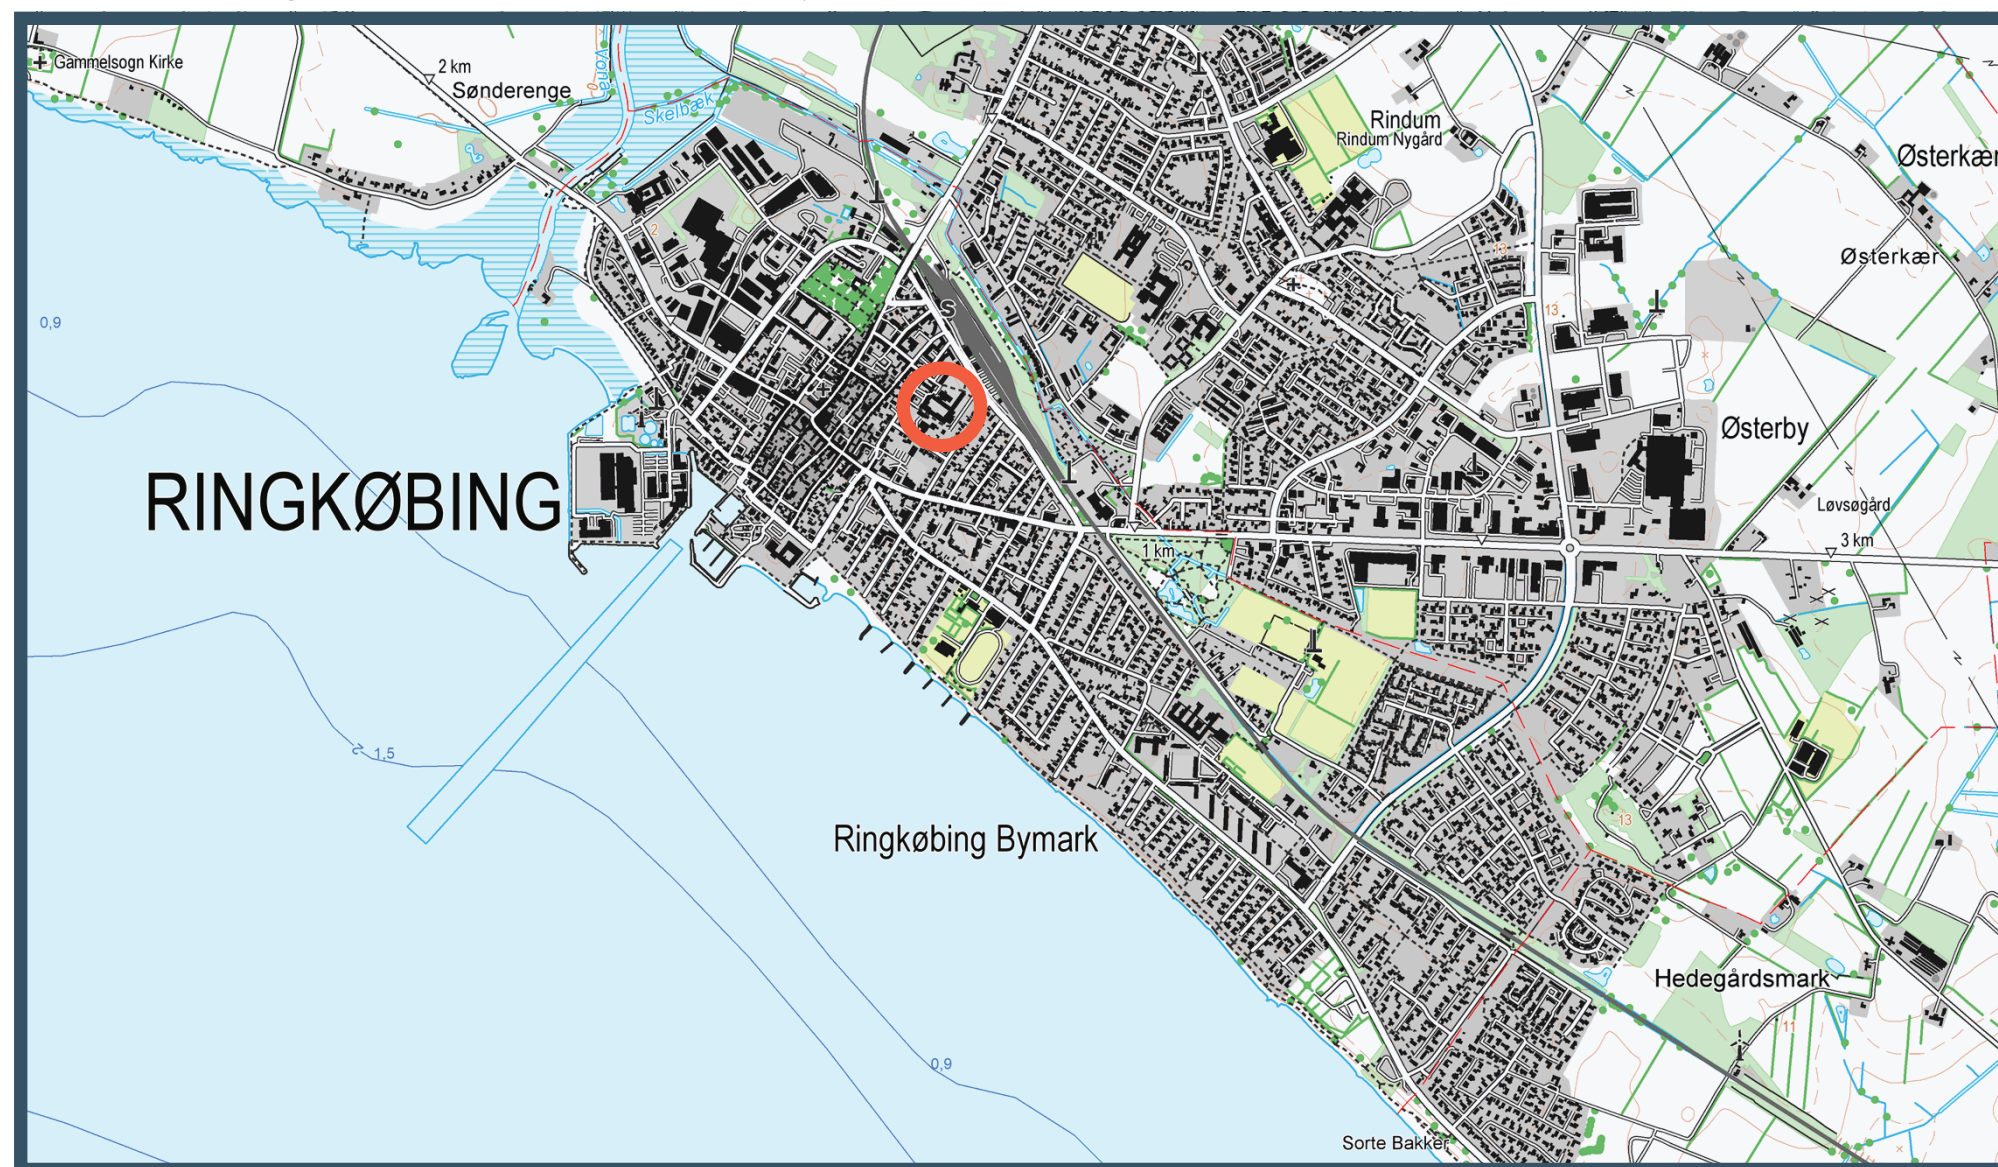 Gammelsogn Kirke
2 km
Sønderenge
Vonå
Skelbæk
2
Rindum
Rindum Nygård
Østerkær
Østerkær
13
13
0,9
S
Østerby
RINGKØBING
Løvsøgård
1 km
3 km
1,5
13
Ringkøbing Bymark
Hedegårdsmark
11
0,9
Sorte Bakker